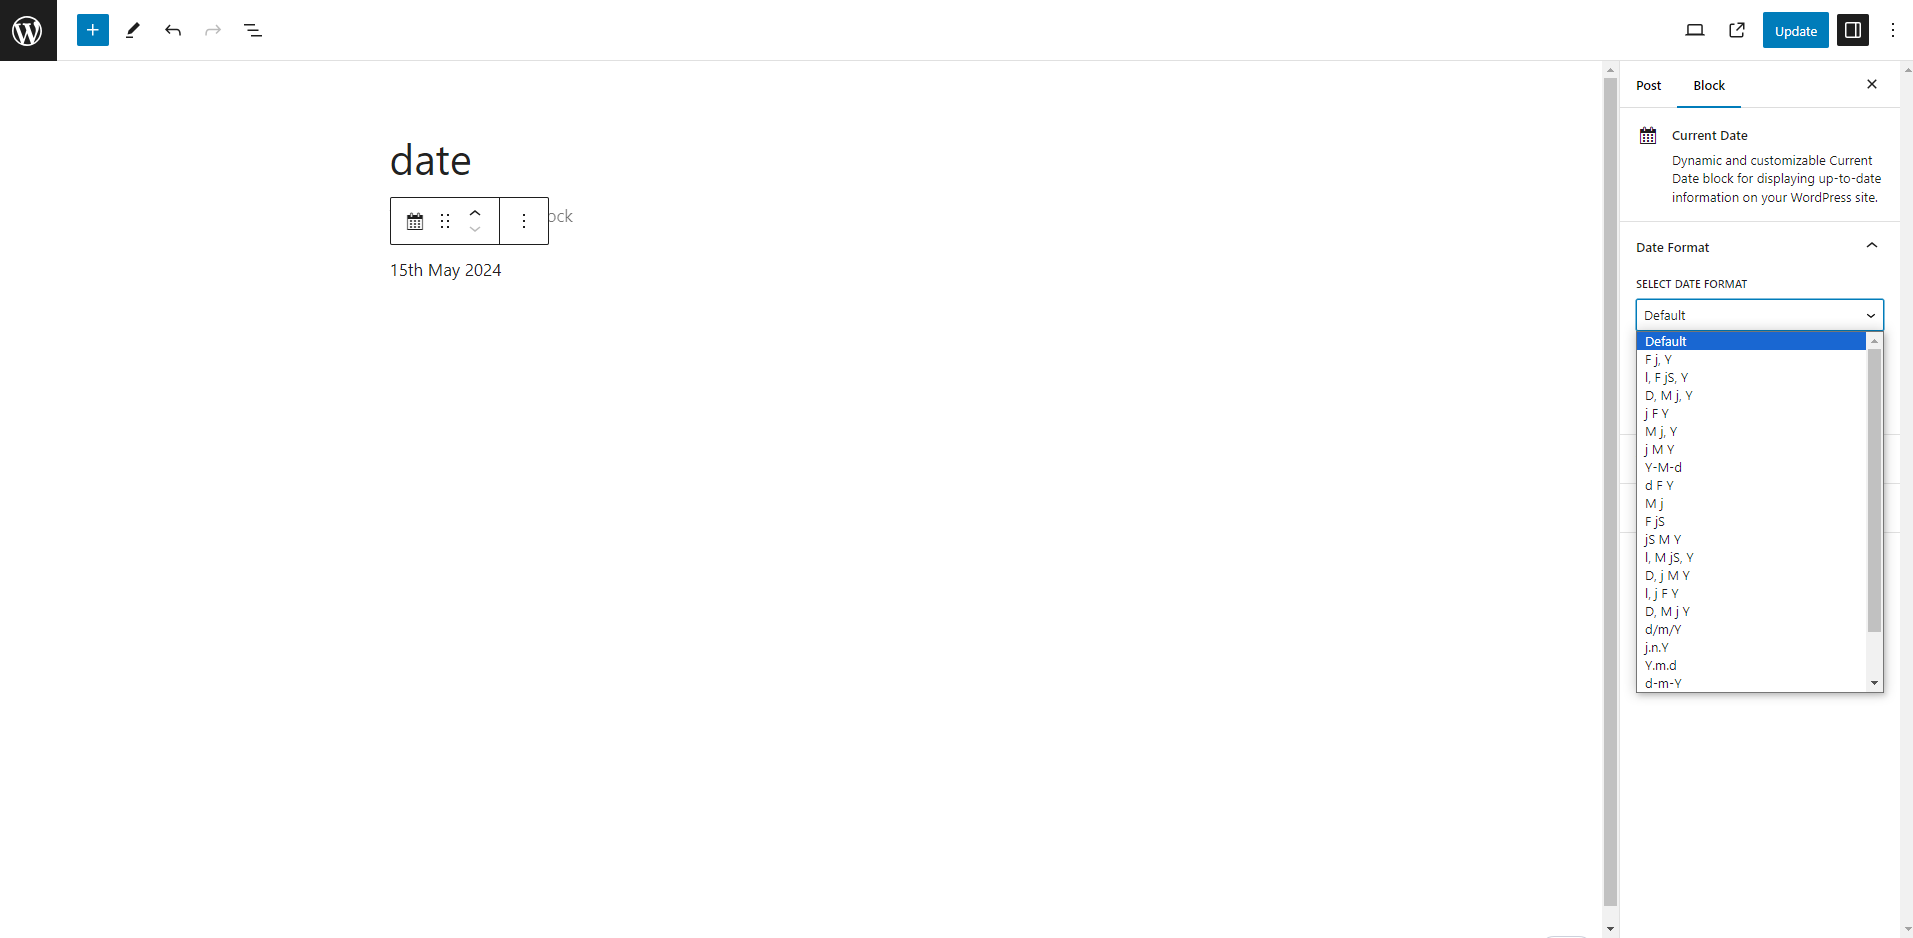 Update
date
ock
15th May 2024
Post Block
Current Date
Dynamic and customizable Current
Date block for displaying up-to-date
information on your WordPress site.
Date Format
SELECT DATE FORMAT
Default
Default
F j, Y
l, F jS, Y
D, M j, Y
j F Y
M j, Y
j M Y
Y-M-d
d F Y
M j
F jS
jS M Y
l, M jS, Y
D, j M Y
l, j F Y
D, M j Y
d/m/Y
j.n.Y
Y.m.d
d-m-Y